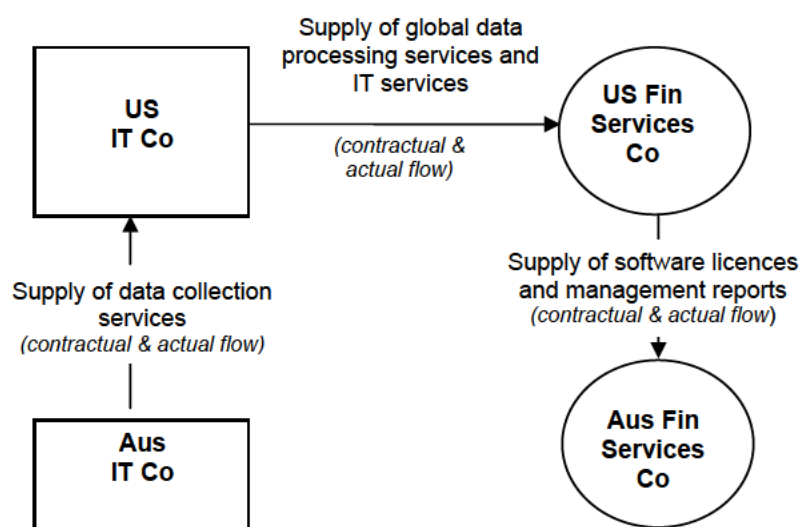 Supply of global data
processing services and
IT services
US
IT Co
(contractual &
actual flow)
US Fin
Services
Co
Supply of data collection
services
(contractual & actual flow)
Supply of software licences
and management reports
(contractual & actual flow)
Aus
IT Co
Aus Fin
Services
Co